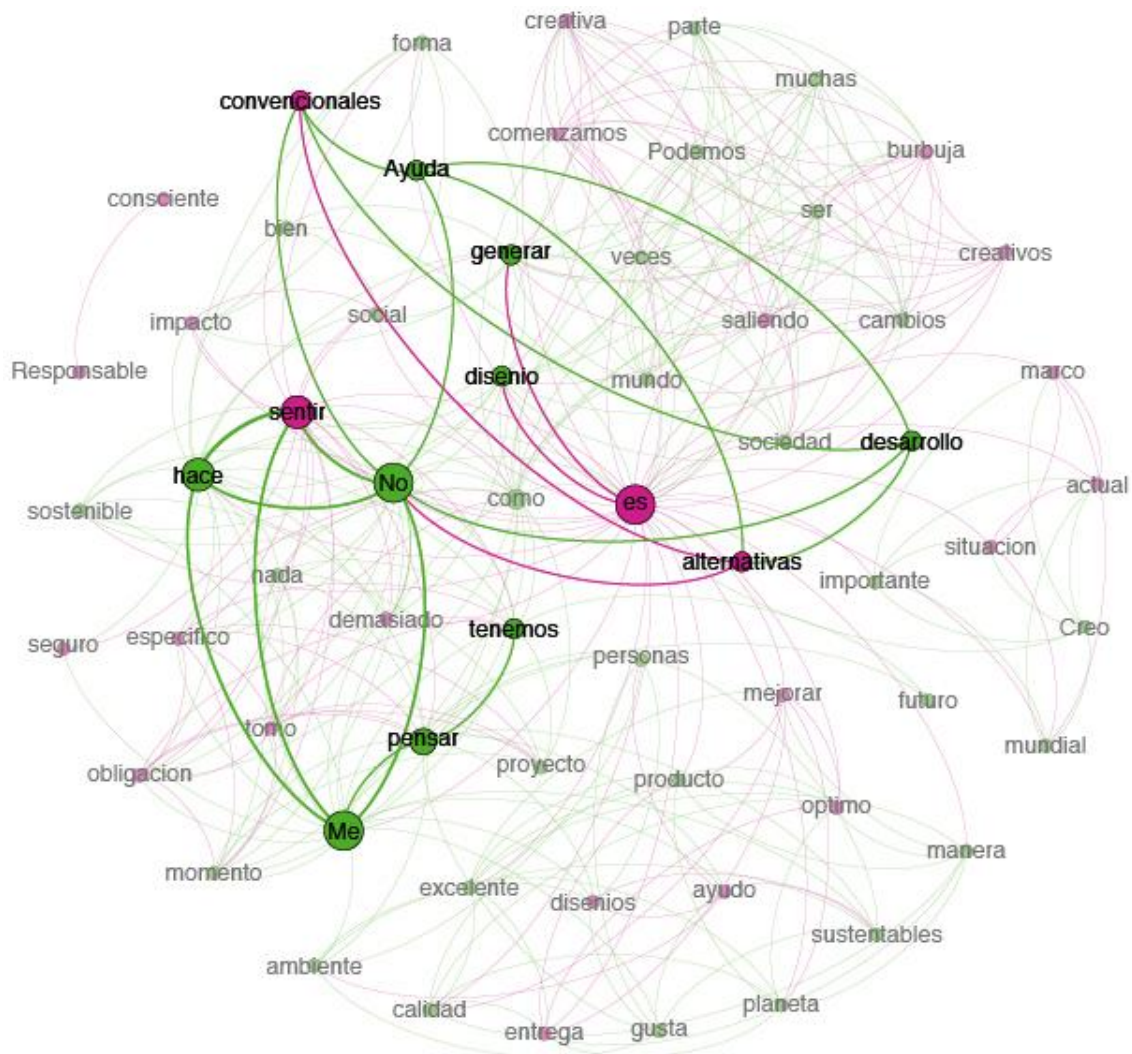 creativa
parte
forma
muchas
convencionales
comenzamos
Podemos
burbuja
Ayuda
consciente
ser
bien
generar
veces
creativos
social
impacto
saliendo
cambios
Responsable
disenio
mundo
marco
sentir
sociedad
desarrollo
hace
No
como
es
actual
sostenible
situacion
alternativas
nada
importante
demasiado
tenemos
Creo
especifico
seguro
personas
mejorar
futuro
tomo
pensar
mundial
obligacion
proyecto
producto
optimo
Me
manera
momento
excelente
disenios
ayudo
sustentables
ambiente
calidad
planeta
entrega
gusta